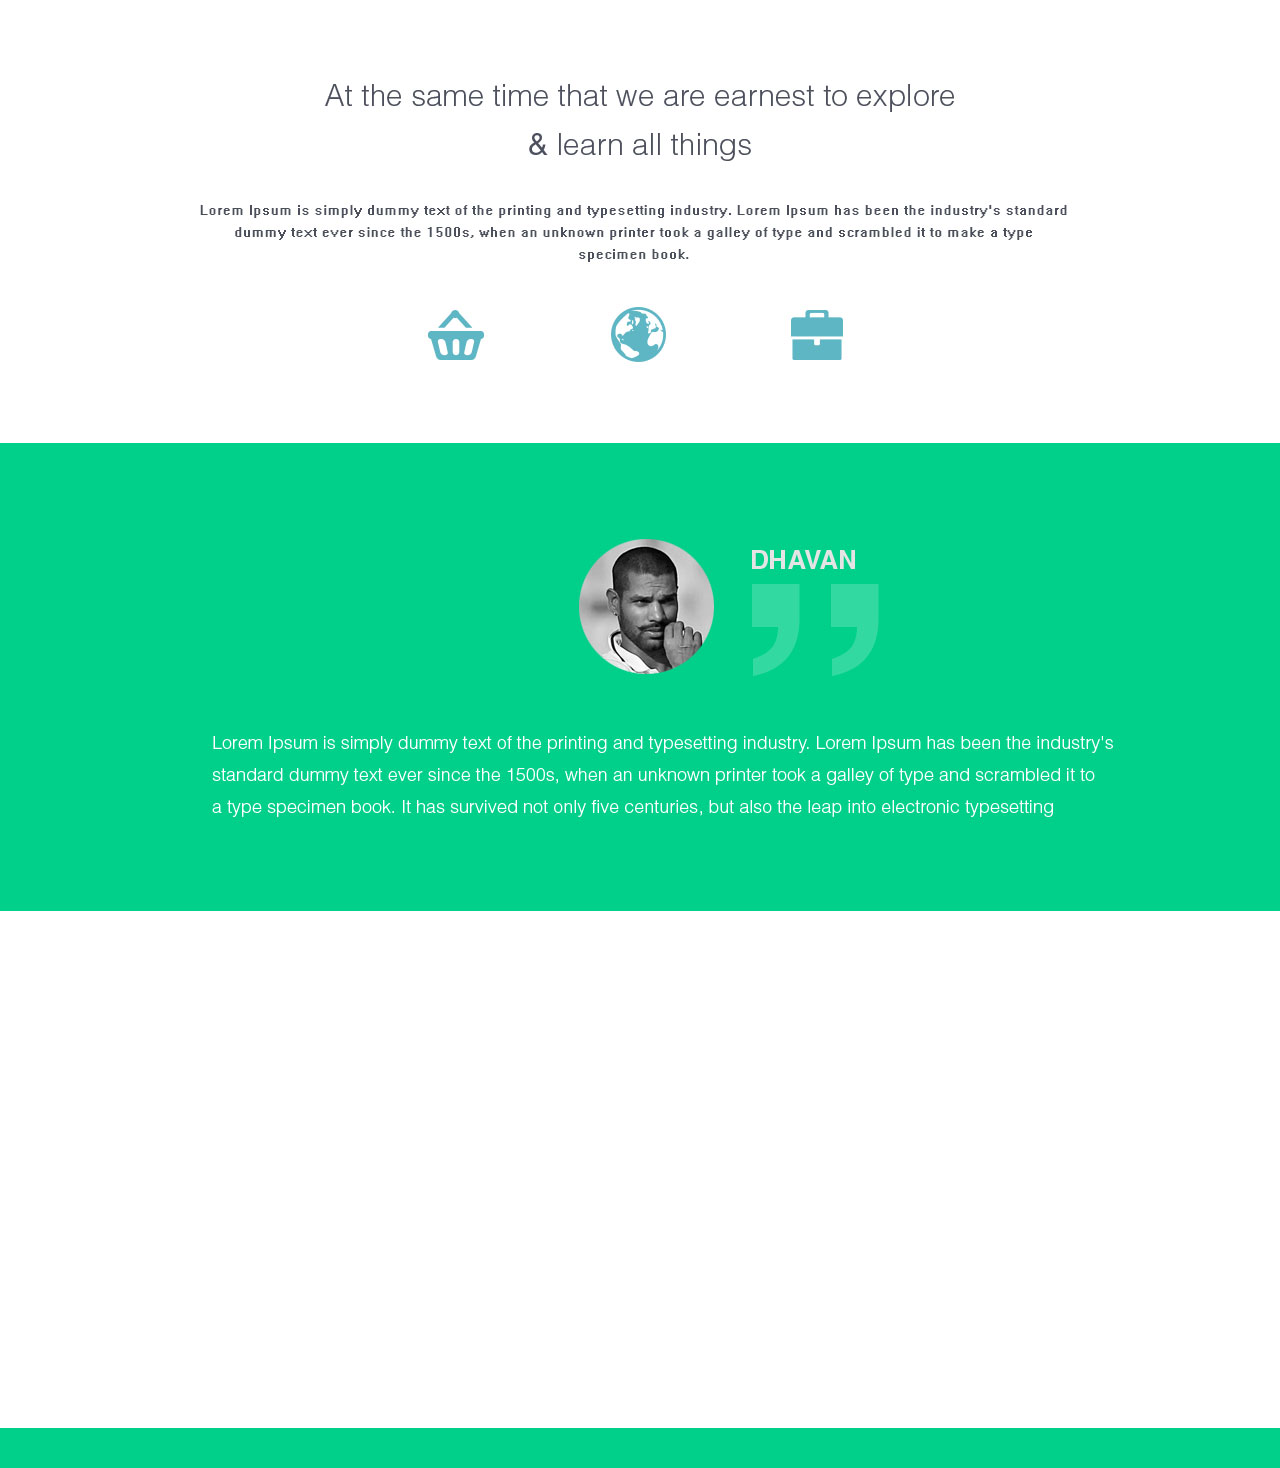 At the same time that we are earnest to explore
& learn all things
Lorem Ipsum is simply dummy text of the printing and typesetting industry. Lorem Ipsum has been the industry's standard
dummy text ever since the 1500s, when an unknown printer took a galley of type and scrambled it to make a type
specimen book.
DHAVAN
Lorem Ipsum is simply dummy text of the printing and typesetting industry. Lorem Ipsum has been the industry's
standard dummy text ever since the 1500s, when an unknown printer took a galley of type and scrambled it to
a type specimen book. It has survived not only five centuries, but also the leap into electronic typesetting